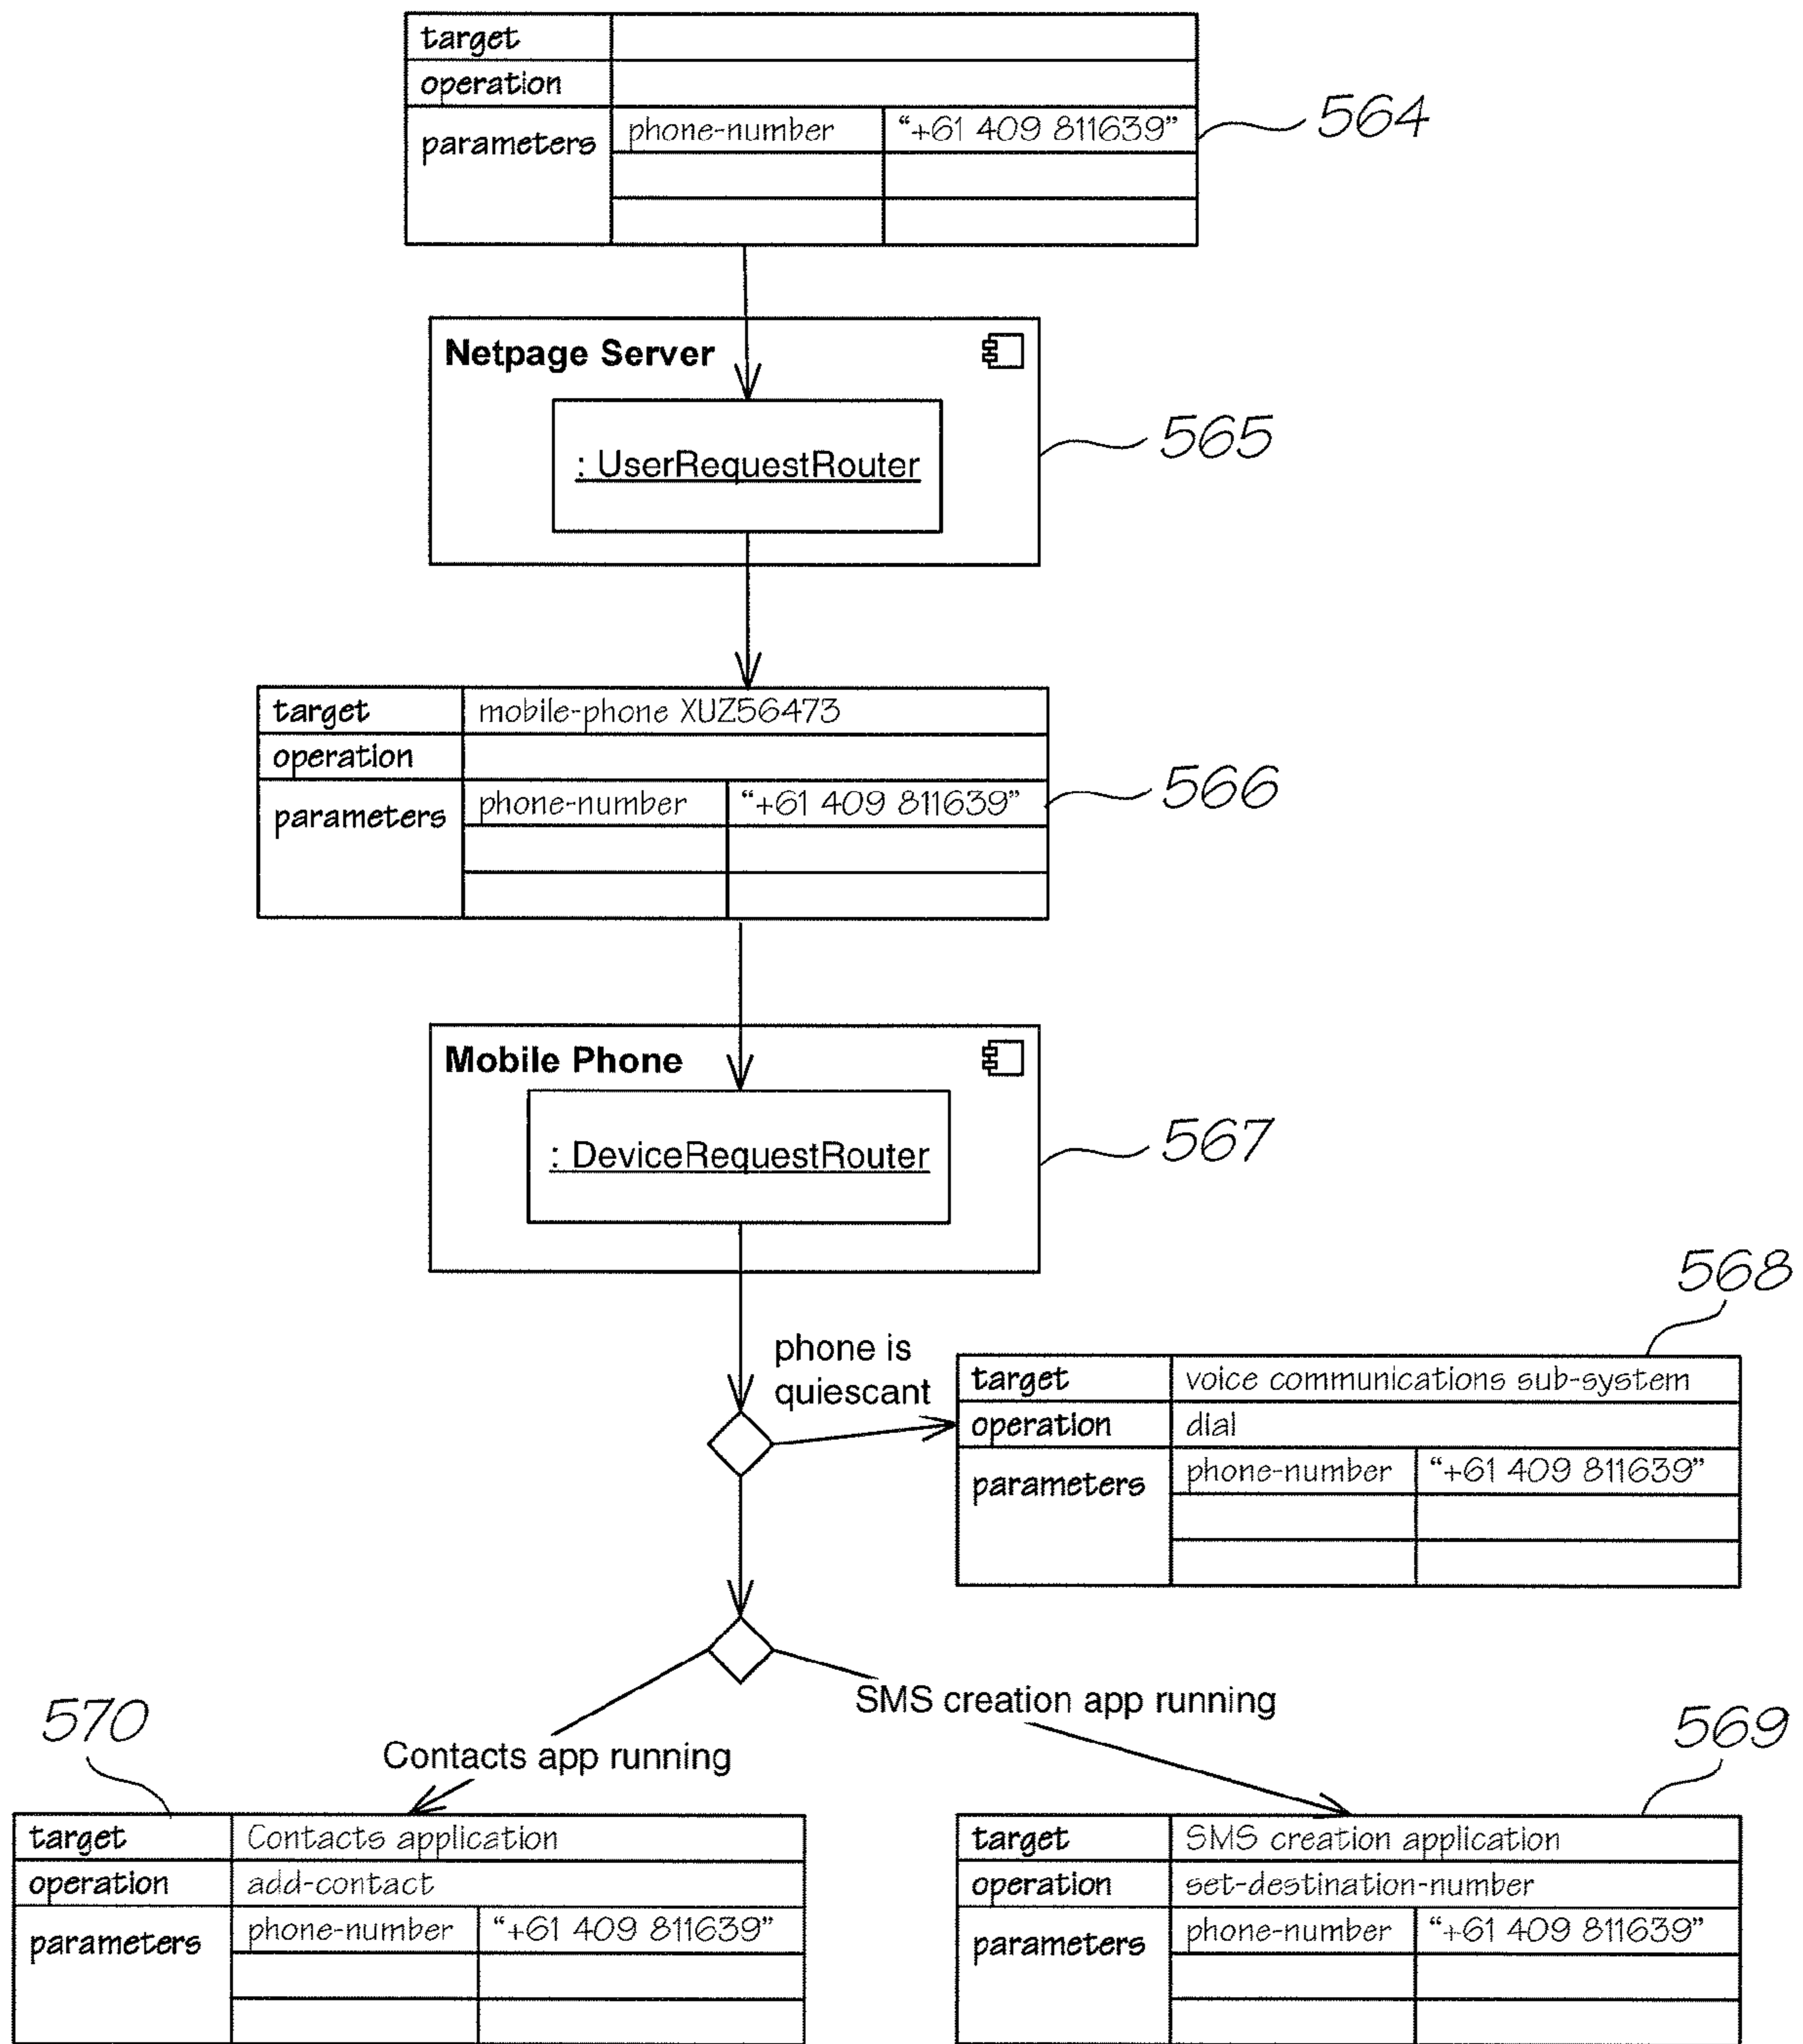 target
operation
parameters phone-number “+61 409 811639”
564
Netpage Server
: UserRequestRouter
565
target mobile-phone XUZ56473
operation
parameters phone-number “+61 409 811639”
566
Mobile Phone
: DeviceRequestRouter
567
568
phone is
quiescant
target voice communications sub-system
operation dial
parameters phone-number “+61 409 811639”
SMS creation app running
Contacts app running
570
target Contacts application
operation add-contact
parameters phone-number “+61 409 811639”
569
target SMS creation application
operation set-destination-number
parameters phone-number “+61 409 811639”